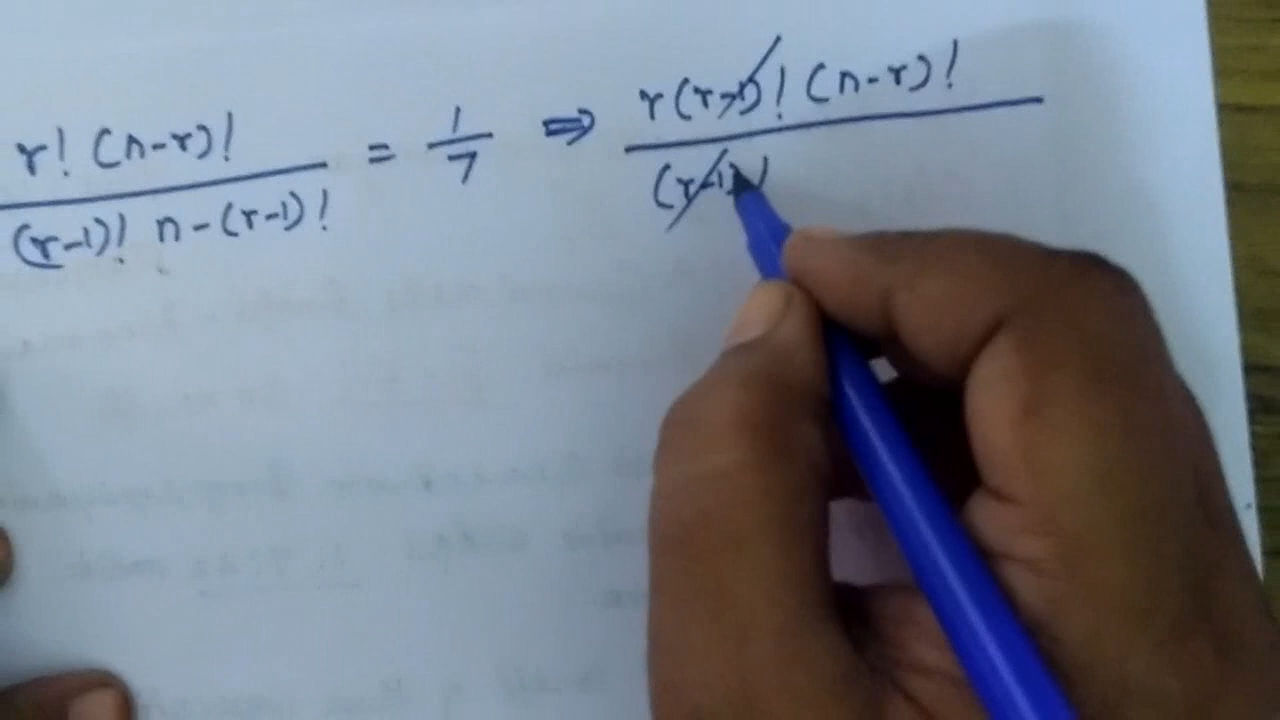 r! (n-r)! = 1 ⇒ r(r-1)! (n-r)!
(r-1)! n-(r-1)! 7 (r-1)